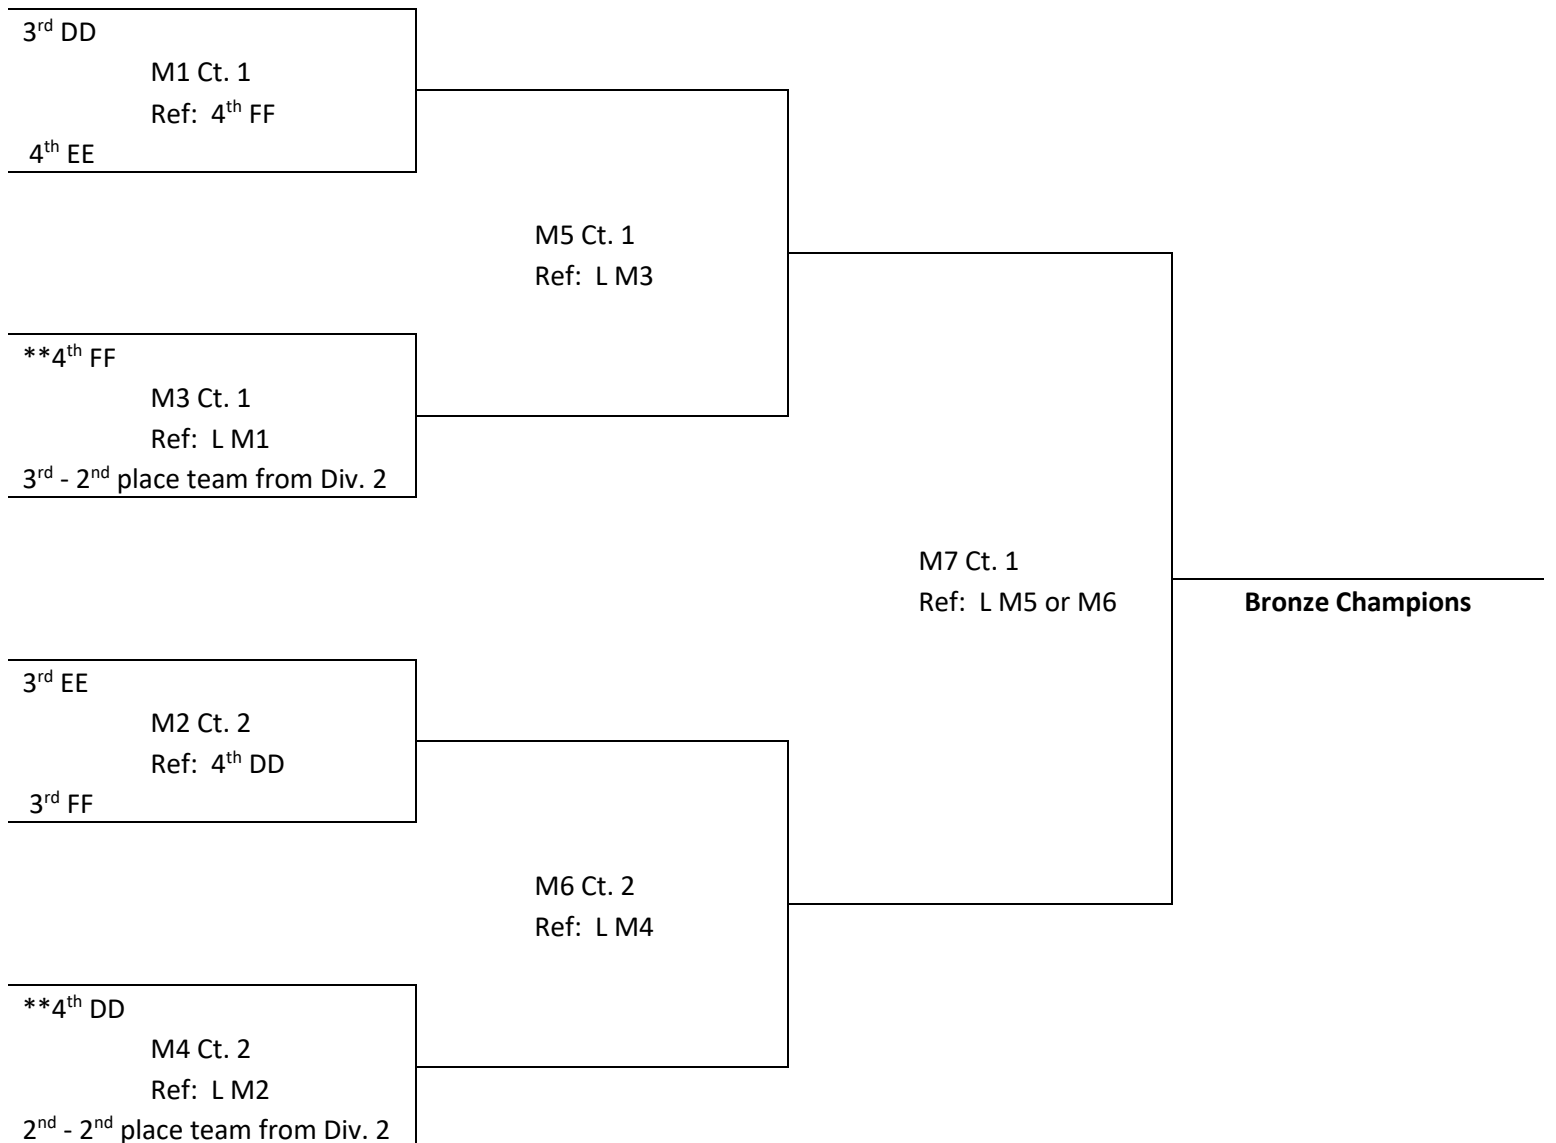 3rd DD
M1 Ct. 1
Ref: 4th FF
4th EE
M5 Ct. 1
Ref: L M3
**4th FF
M3 Ct. 1
Ref: L M1
3rd - 2nd place team from Div. 2
M7 Ct. 1
Ref: L M5 or M6
Bronze Champions
3rd EE
M2 Ct. 2
Ref: 4th DD
3rd FF
M6 Ct. 2
Ref: L M4
**4th DD
M4 Ct. 2
Ref: L M2
2nd - 2nd place team from Div. 2